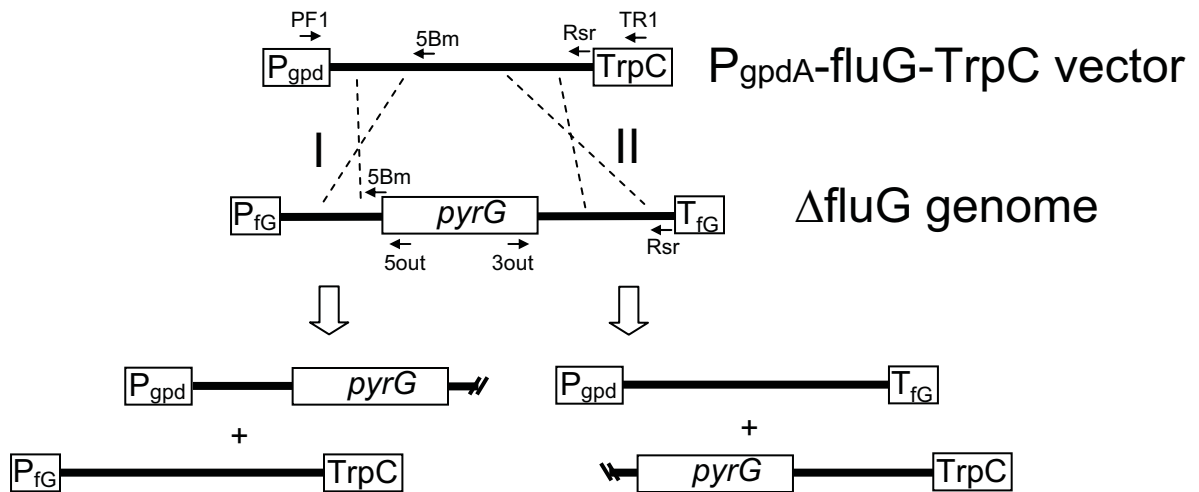 PF1 5Bm Rsr TR1
Pgpd TrpC PgpdA-fluG-TrpC vector
I II
5Bm
PfG pyrG TfG ΔfluG genome
5out 3out Rsr
Pgpd pyrG Pgpd TfG
+ +
PfG TrpC pyrG TrpC